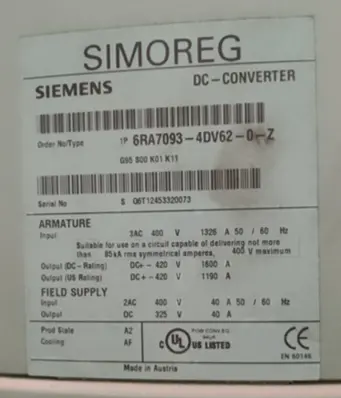 SIMOREG
SIEMENS DC-CONVERTER
Order No/Type 1P 6RA7093-4DV62-0-Z
G95 S00 K01 K11
Serial No S Q6T12453320073
ARMATURE
Input 3AC 400 V 1326 A 50 / 60 Hz
Suitable for use on a circuit capable of delivering not more
than 85kA rms symmetrical amperes, 400 V maximum
Output (DC-Rating) DC+- 420 V 1600 A
Output (US Rating) DC+- 420 V 1190 A
FIELD SUPPLY
Input 2AC 400 V 40 A 50 / 60 Hz
Output DC 325 V 40 A
Prod State A2
Cooling AF
C UL US LISTED
CE
EN 60146
Made in Austria